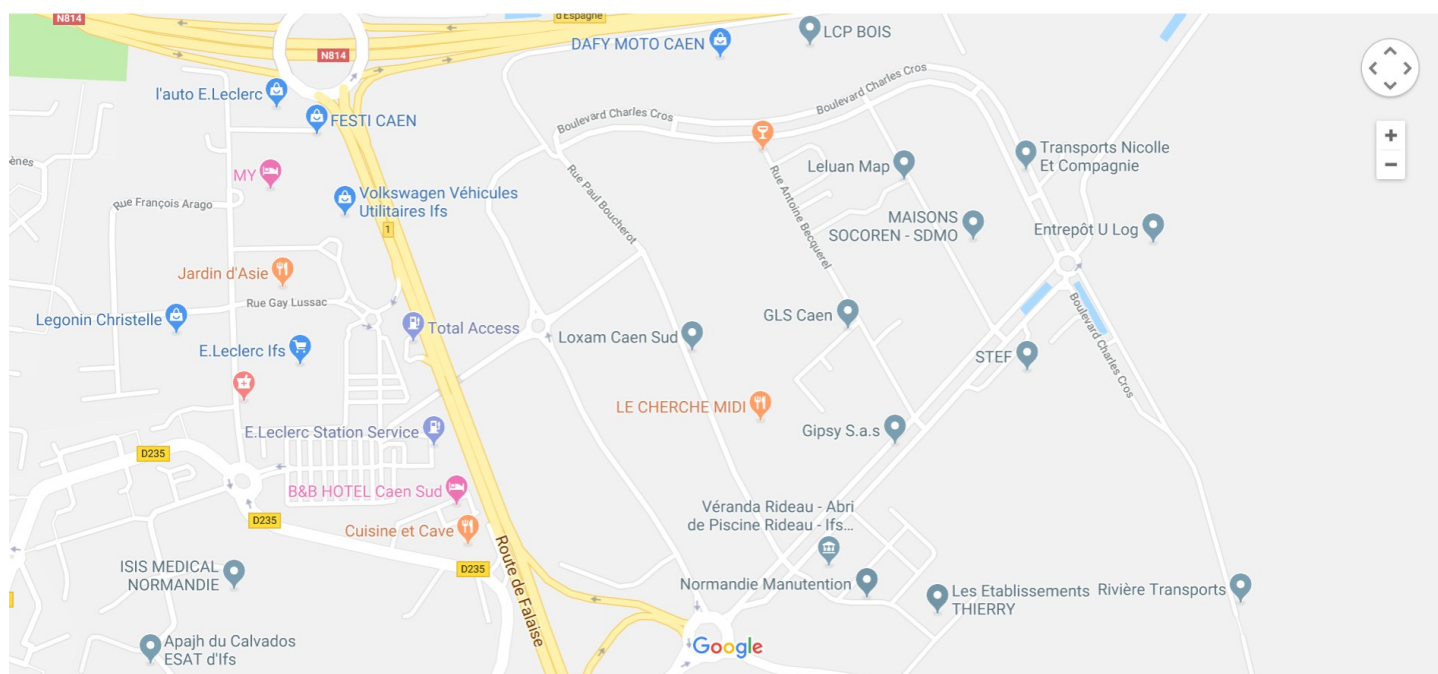 N814
d'Espagne
LCP BOIS
DAFY MOTO CAEN
N814
l'auto E.Leclerc
FESTI CAEN
Boulevard Charles Cros
Boulevard Charles Cros
Transports Nicolle
Et Compagnie
ènes
MY
Leluan Map
Volkswagen Véhicules
Utilitaires Ifs
Rue François Arago
Rue Paul Boucherot
Rue Antoine Becquerel
MAISONS
SOCOREN - SDMO
Entrepôt U Log
1
Jardin d'Asie
Rue Gay Lussac
Legonin Christelle
Total Access
GLS Caen
Loxam Caen Sud
Boulevard Charles Cros
E.Leclerc Ifs
STEF
LE CHERCHE MIDI
E.Leclerc Station Service
Gipsy S.a.s
D235
B&B HOTEL Caen Sud
D235
Véranda Rideau - Abri
de Piscine Rideau - Ifs...
Cuisine et Cave
Route de Falaise
D235
ISIS MEDICAL
NORMANDIE
Normandie Manutention
Les Etablissements
THIERRY
Rivière Transports
Apajh du Calvados
ESAT d'Ifs
Google